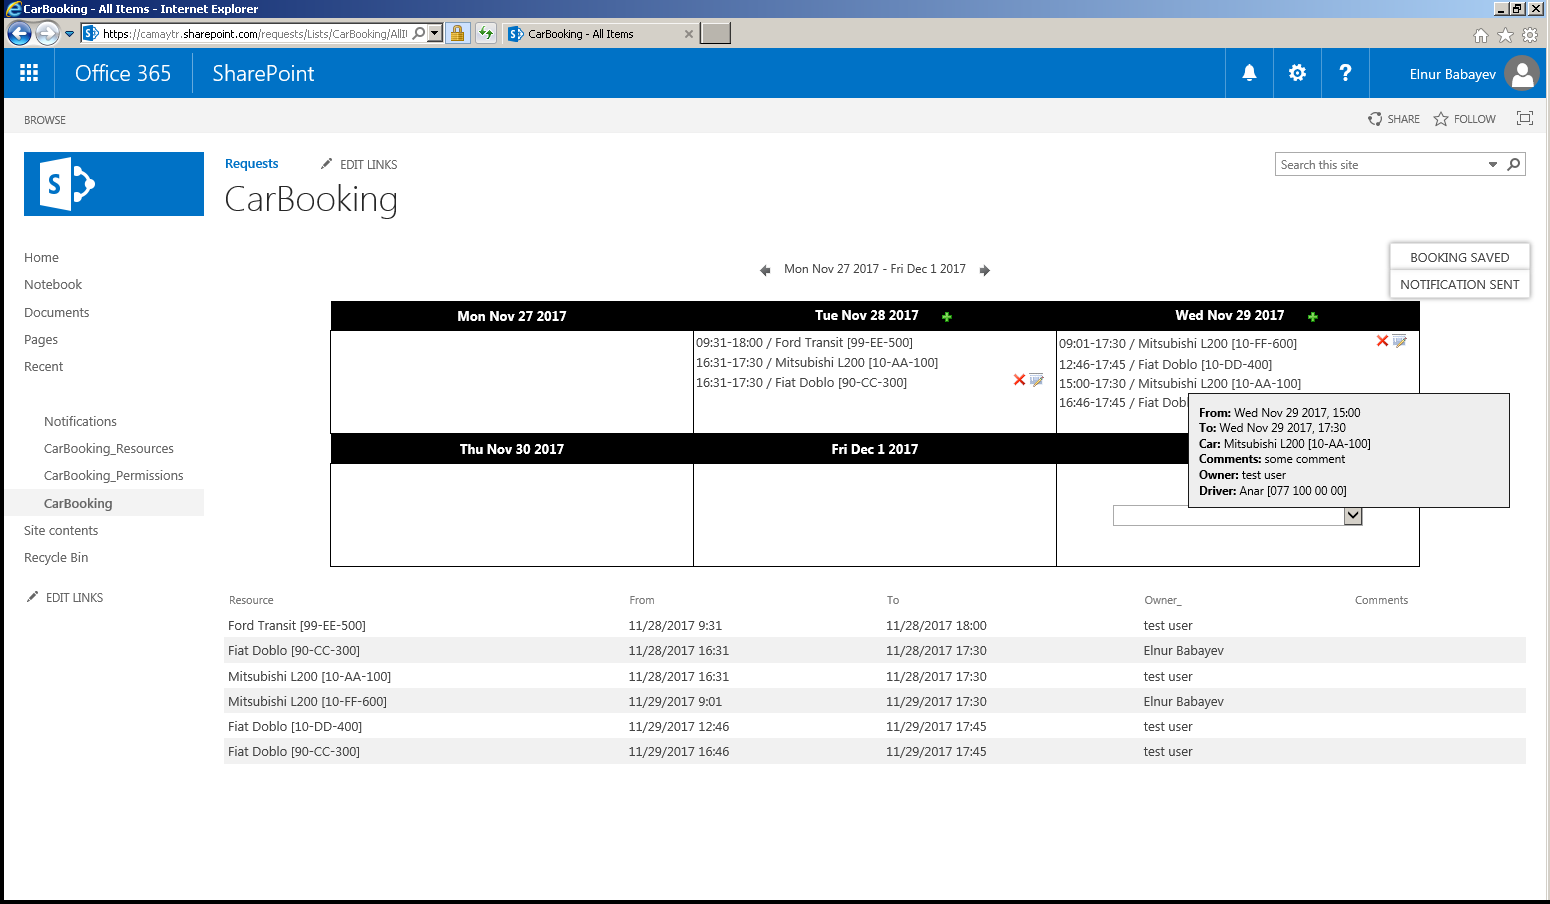 CarBooking - All Items - Internet Explorer
https://camaytr.sharepoint.com/requests/Lists/CarBooking/AllI
CarBooking - All Items
Office 365
SharePoint
Elnur Babayev
BROWSE
SHARE
FOLLOW
Requests
EDIT LINKS
Search this site
CarBooking
Home
Notebook
Documents
Pages
Recent
Notifications
CarBooking_Resources
CarBooking_Permissions
CarBooking
Site contents
Recycle Bin
EDIT LINKS
Mon Nov 27 2017 - Fri Dec 1 2017
BOOKING SAVED
NOTIFICATION SENT
Mon Nov 27 2017
Tue Nov 28 2017
Wed Nov 29 2017
09:31-18:00 / Ford Transit [99-EE-500]
16:31-17:30 / Mitsubishi L200 [10-AA-100]
16:31-17:30 / Fiat Doblo [90-CC-300]
09:01-17:30 / Mitsubishi L200 [10-FF-600]
12:46-17:45 / Fiat Doblo [10-DD-400]
15:00-17:30 / Mitsubishi L200 [10-AA-100]
16:46-17:45 / Fiat Dobl
From: Wed Nov 29 2017, 15:00
To: Wed Nov 29 2017, 17:30
Car: Mitsubishi L200 [10-AA-100]
Comments: some comment
Owner: test user
Driver: Anar [077 100 00 00]
Thu Nov 30 2017
Fri Dec 1 2017
Resource From To Owner_ Comments
Ford Transit [99-EE-500] 11/28/2017 9:31 11/28/2017 18:00 test user
Fiat Doblo [90-CC-300] 11/28/2017 16:31 11/28/2017 17:30 Elnur Babayev
Mitsubishi L200 [10-AA-100] 11/28/2017 16:31 11/28/2017 17:30 test user
Mitsubishi L200 [10-FF-600] 11/29/2017 9:01 11/29/2017 17:30 Elnur Babayev
Fiat Doblo [10-DD-400] 11/29/2017 12:46 11/29/2017 17:45 test user
Fiat Doblo [90-CC-300] 11/29/2017 16:46 11/29/2017 17:45 test user